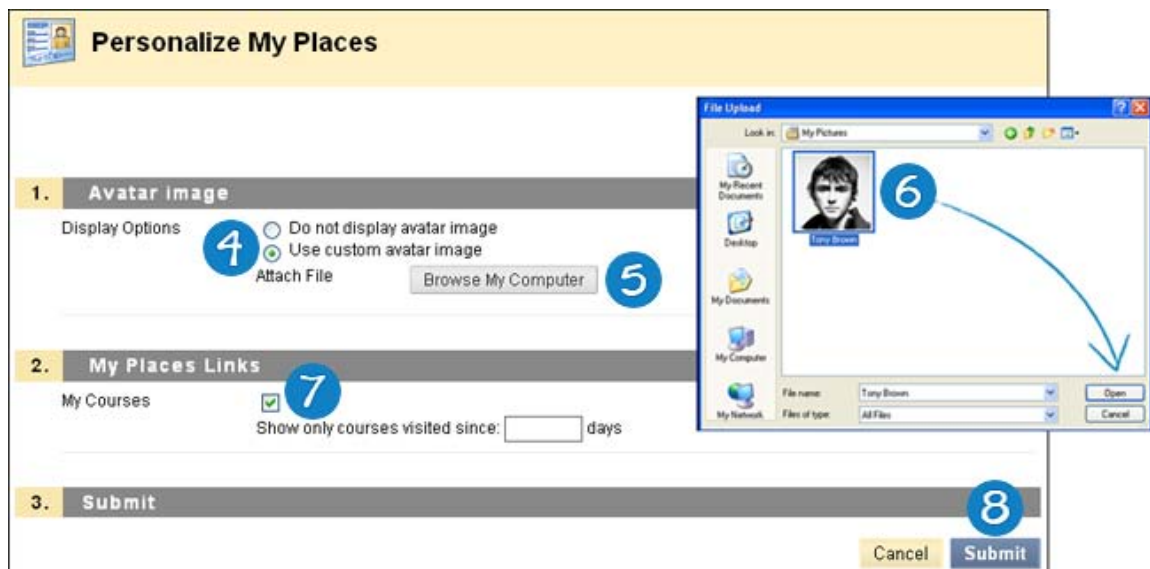 Personalize My Places
1. Avatar image
Display Options
4
Do not display avatar image
Use custom avatar image
Attach File
Browse My Computer
5
2. My Places Links
My Courses
7
Show only courses visited since: days
3. Submit
8
Cancel
Submit
File Upload
Look in: My Pictures
My Recent
Documents
Desktop
My Documents
My Computer
My Network
6
Tony Brown
File name: Tony Brown
Open
Files of type: All Files
Cancel